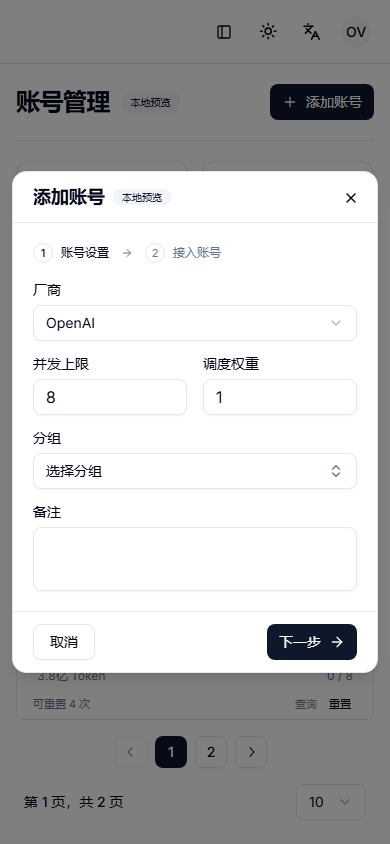 OV
账号管理 本地预览 添加账号
添加账号 本地预览
1 账号设置 2 接入账号
厂商
OpenAI
并发上限 调度权重
8 1
分组
选择分组
备注
取消 下一步
3.8亿 Token 0 / 8
可重置 4 次 查询 重置
1 2
第 1 页，共 2 页 10